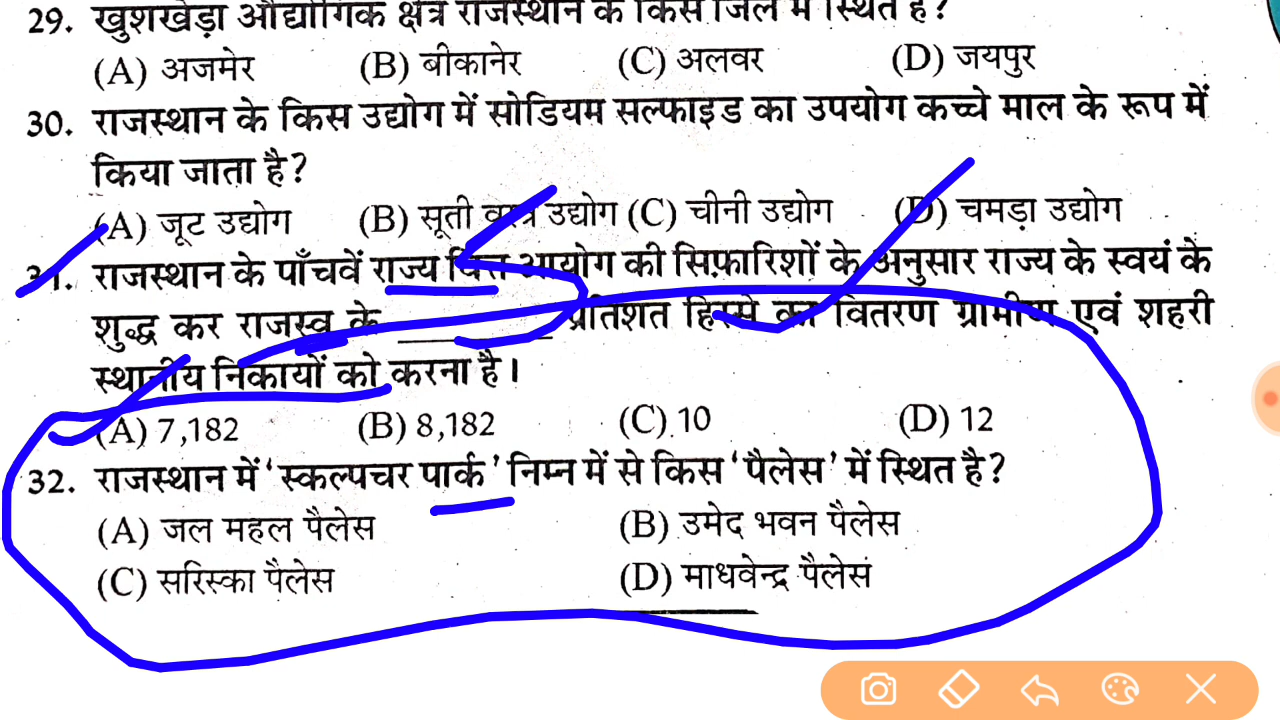 29. खुशखेड़ा औद्योगिक क्षेत्र राजस्थान के किस जिले में स्थित है?
(A) अजमेर (B) बीकानेर (C) अलवर (D) जयपुर
30. राजस्थान के किस उद्योग में सोडियम सल्फाइड का उपयोग कच्चे माल के रूप में
किया जाता है?
(A) जूट उद्योग (B) सूती वस्त्र उद्योग (C) चीनी उद्योग (D) चमड़ा उद्योग
31. राजस्थान के पाँचवें राज्य वित्त आयोग की सिफ़ारिशों के अनुसार राज्य के स्वयं के
शुद्ध कर राजस्व के ________ प्रतिशत हिस्से का वितरण ग्रामीण एवं शहरी
स्थानीय निकायों को करना है।
(A) 7,182 (B) 8,182 (C) 10 (D) 12
32. राजस्थान में 'स्कल्पचर पार्क' निम्न में से किस 'पैलेस' में स्थित है?
(A) जल महल पैलेस (B) उमेद भवन पैलेस
(C) सरिस्का पैलेस (D) माधवेन्द्र पैलेस